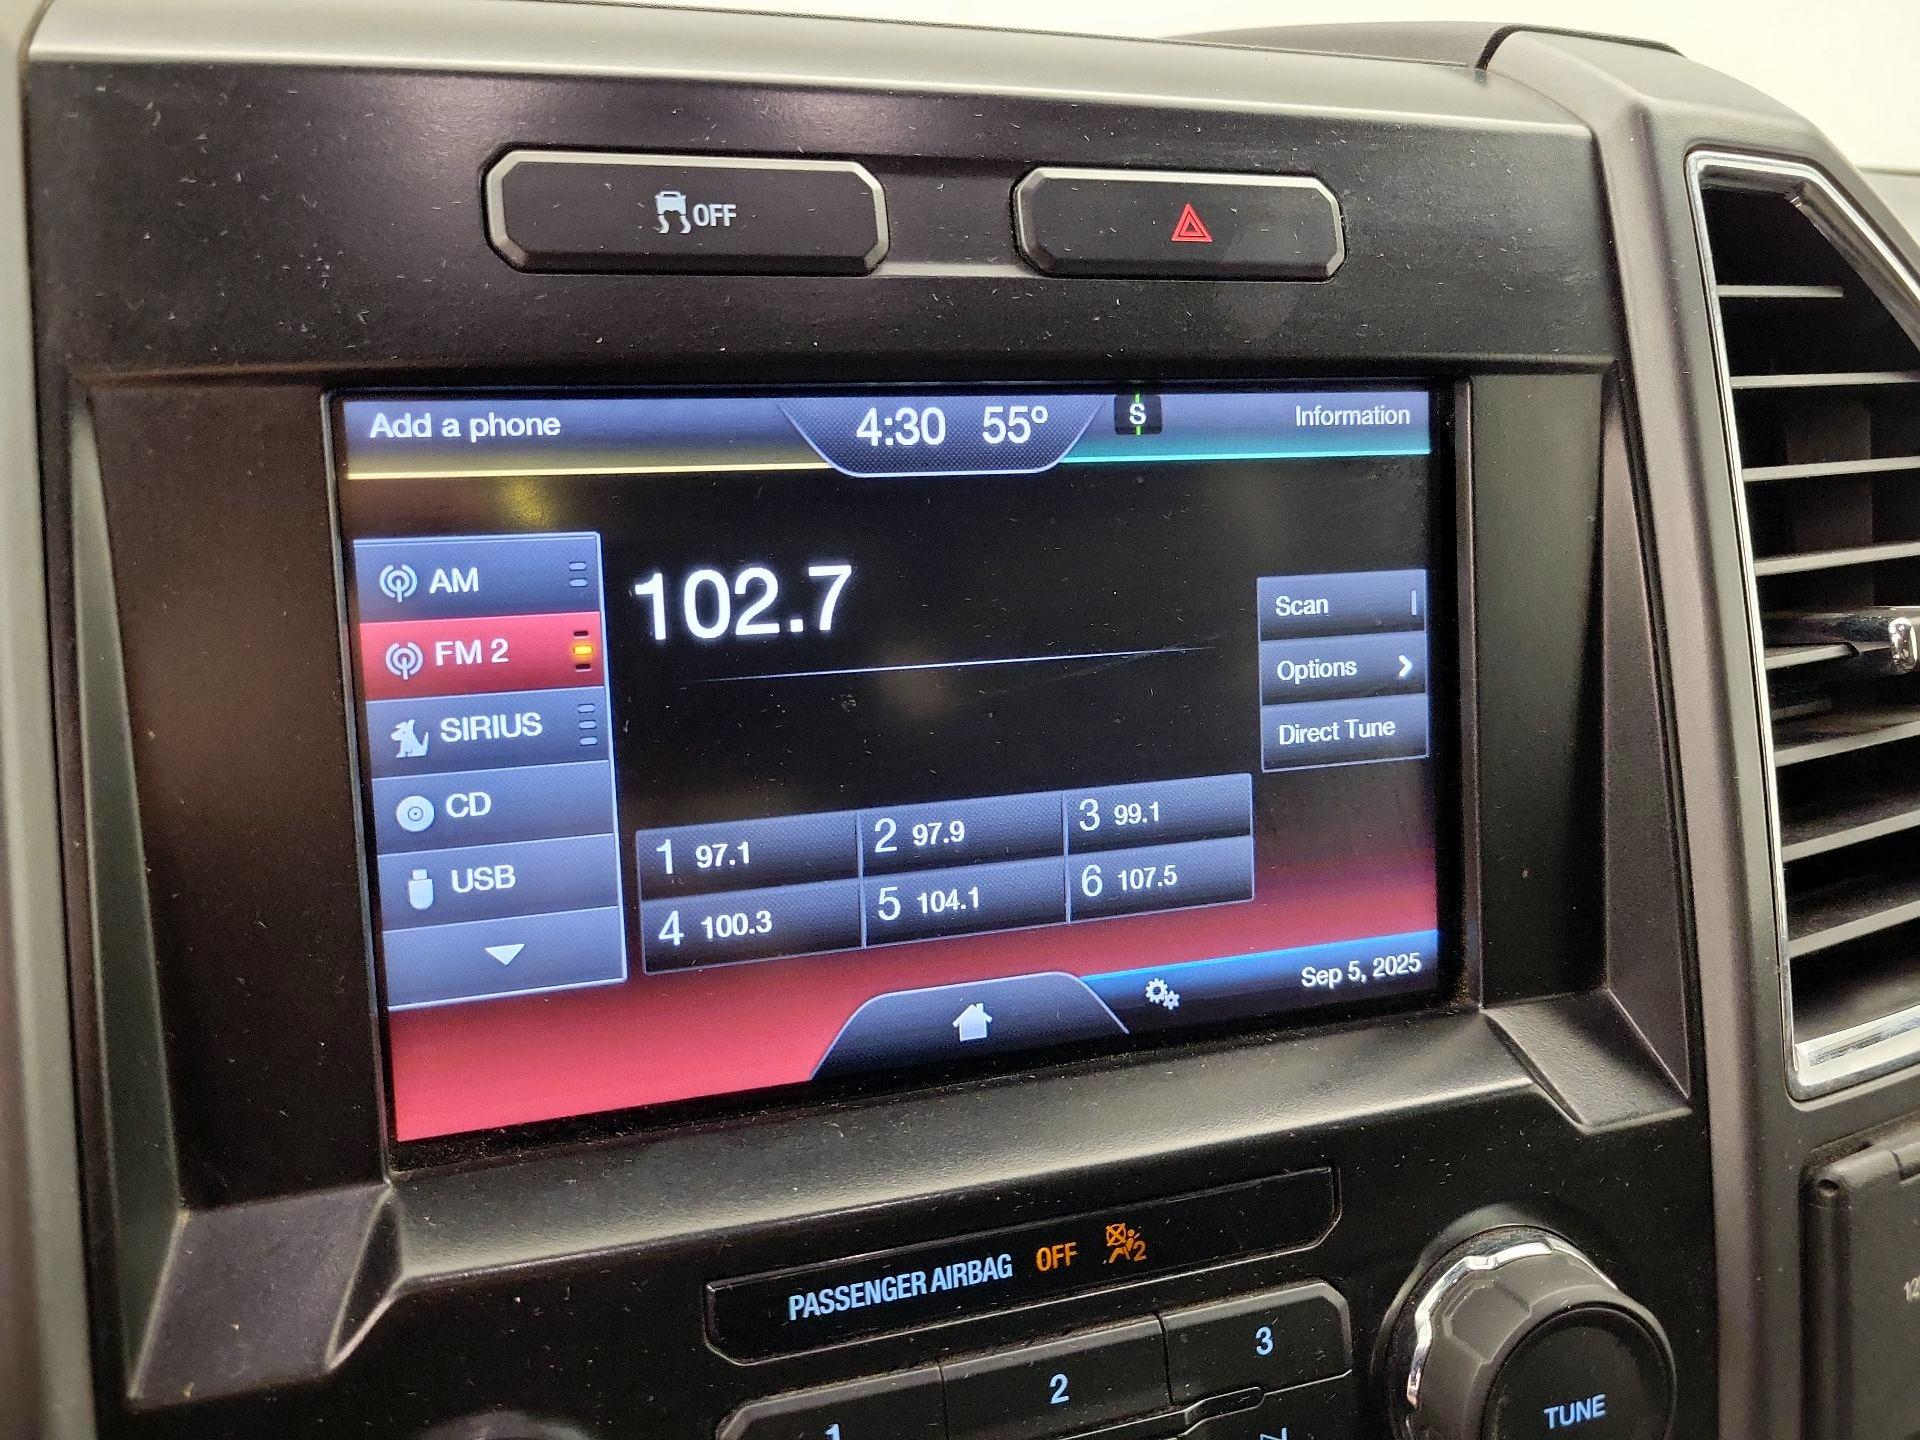 OFF
Add a phone
4:30 55º
S
Information
AM
FM 2
SIRIUS
CD
USB
102.7
Scan
Options
Direct Tune
1 97.1
2 97.9
3 99.1
4 100.3
5 104.1
6 107.5
Sep 5, 2025
PASSENGER AIRBAG OFF 2
1
2
3
TUNE